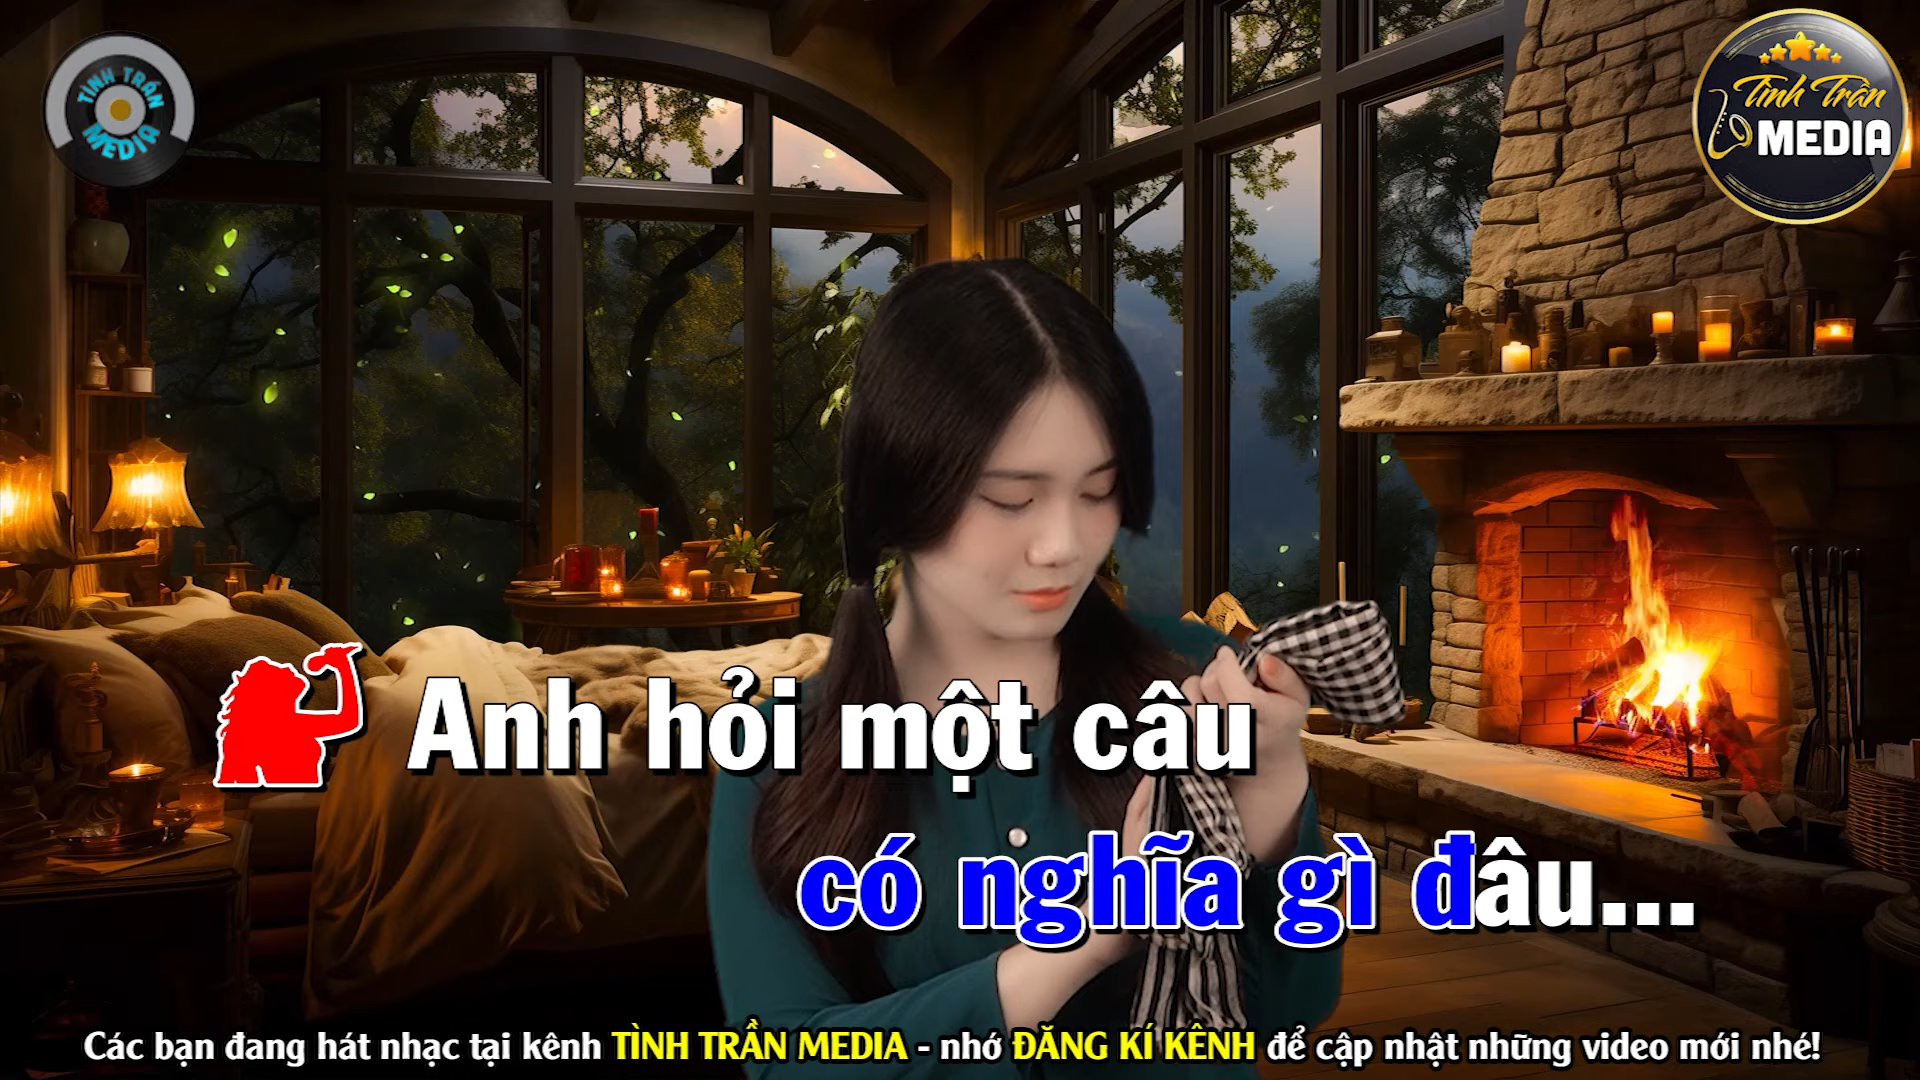 TÌNH TRẦN
MEDIA
Tình Trần
MEDIA
Anh hỏi một câu
có nghĩa gì đâu...
Các bạn đang hát nhạc tại kênh TÌNH TRẦN MEDIA - nhớ ĐĂNG KÍ KÊNH để cập nhật những video mới nhé!